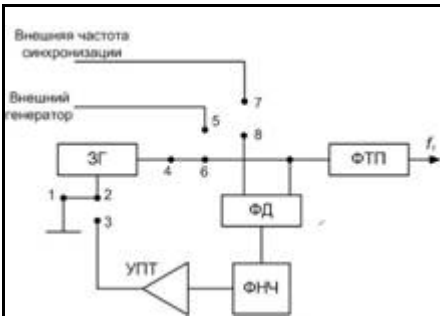 Внешняя частота
синхронизации
7
Внешний
генератор
5
8
ЗГ
4
6
ФТП
f
1
2
ФД
3
УПТ
ФНЧ